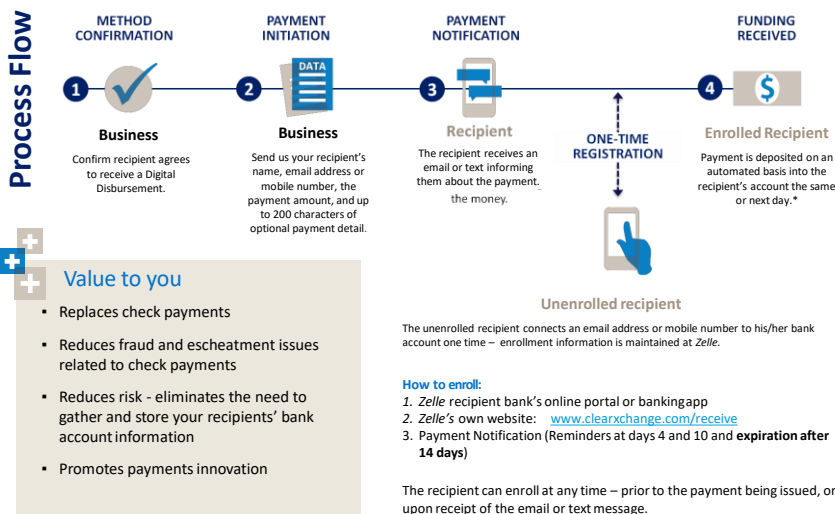 Process Flow
METHOD
CONFIRMATION
1
Business
Confirm recipient agrees
to receive a Digital
Disbursement.
PAYMENT
INITIATION
2
DATA
Business
Send us your recipient's
name, email address or
mobile number, the
payment amount, and up
to 200 characters of
optional payment detail.
PAYMENT
NOTIFICATION
3
Recipient
The recipient receives an
email or text informing
them about the payment.
the money.
ONE-TIME
REGISTRATION
FUNDING
RECEIVED
4
$
Enrolled Recipient
Payment is deposited on an
automated basis into the
recipient's account the same
or next day.*
Unenrolled recipient
The unenrolled recipient connects an email address or mobile number to his/her bank
account one time – enrollment information is maintained at Zelle.
Value to you
▪ Replaces check payments
▪ Reduces fraud and escheatment issues
related to check payments
▪ Reduces risk - eliminates the need to
gather and store your recipients' bank
account information
▪ Promotes payments innovation
How to enroll:
1. Zelle recipient bank's online portal or bankingapp
2. Zelle's own website: www.clearxchange.com/receive
3. Payment Notification (Reminders at days 4 and 10 and expiration after
14 days)
The recipient can enroll at any time – prior to the payment being issued, or
upon receipt of the email or text message.